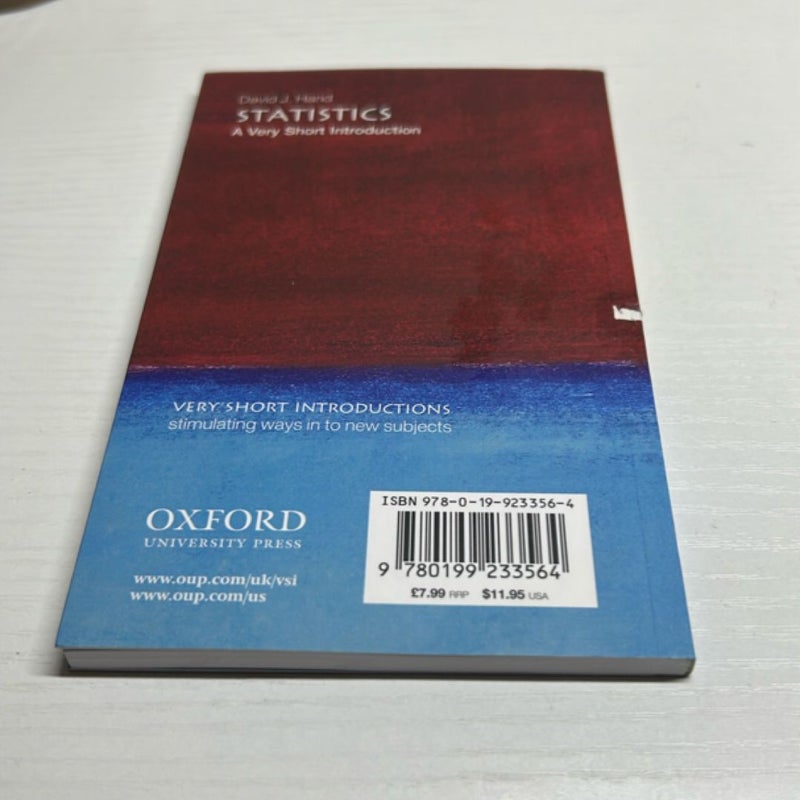 David J. Hand
STATISTICS
A Very Short Introduction
VERY SHORT INTRODUCTIONS
stimulating ways in to new subjects
OXFORD
UNIVERSITY PRESS
www.oup.com/uk/vsi
www.oup.com/us
ISBN 978-0-19-923356-4
9 780199 233564
£7.99 RRP $11.95 USA